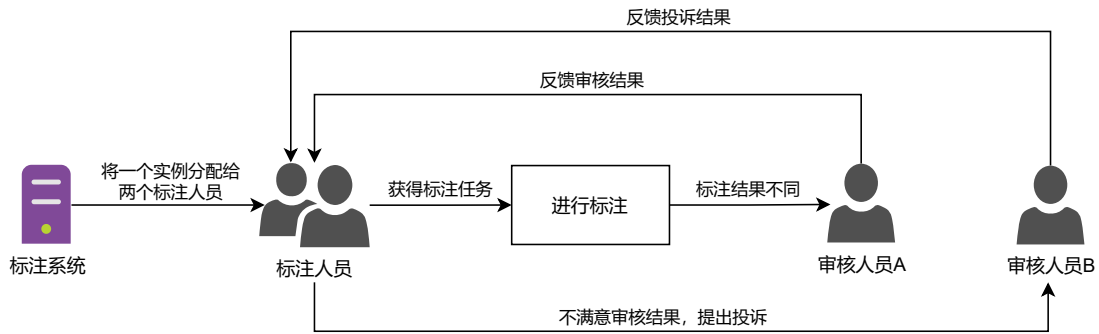 反馈投诉结果
反馈审核结果
将一个实例分配给
两个标注人员
获得标注任务
进行标注
标注结果不同
标注系统
标注人员
审核人员A
审核人员B
不满意审核结果，提出投诉